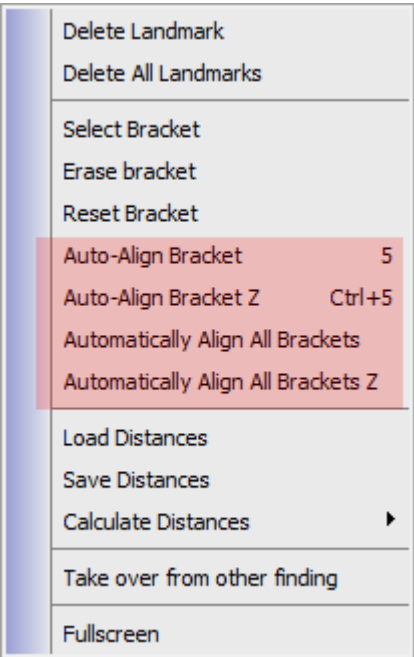 Delete Landmark
Delete All Landmarks
Select Bracket
Erase bracket
Reset Bracket
Auto-Align Bracket 5
Auto-Align Bracket Z Ctrl+5
Automatically Align All Brackets
Automatically Align All Brackets Z
Load Distances
Save Distances
Calculate Distances
Take over from other finding
Fullscreen